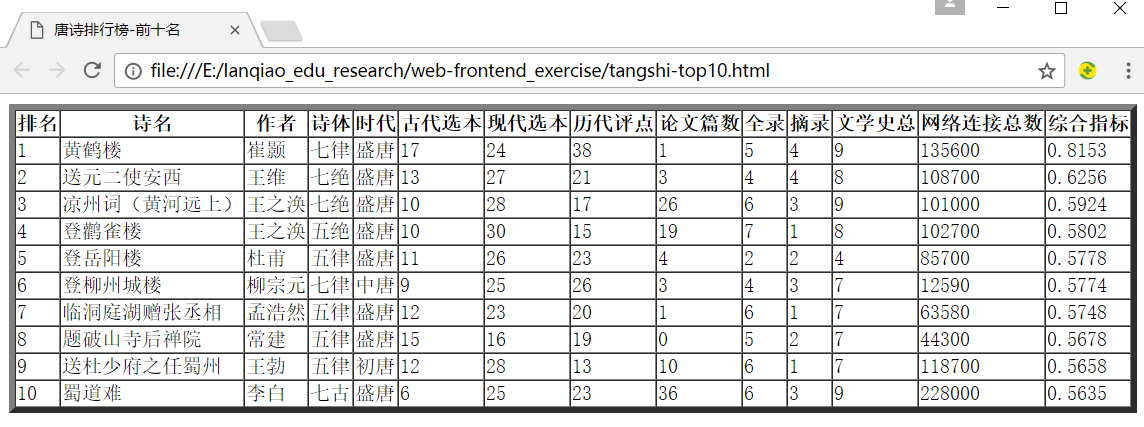 唐诗排行榜-前十名
file:///E:/lanqiao_edu_research/web-frontend_exercise/tangshi-top10.html
排名 诗名 作者 诗体 时代 古代选本 现代选本 历代评点 论文篇数 全录 摘录 文学史总 网络连接总数 综合指标
1 黄鹤楼 崔颢 七律 盛唐 17 24 38 1 5 4 9 135600 0.8153
2 送元二使安西 王维 七绝 盛唐 13 27 21 3 4 4 8 108700 0.6256
3 凉州词（黄河远上） 王之涣 七绝 盛唐 10 28 17 26 6 3 9 101000 0.5924
4 登鹳雀楼 王之涣 五绝 盛唐 10 30 15 19 7 1 8 102700 0.5802
5 登岳阳楼 杜甫 五律 盛唐 11 26 23 4 2 2 4 85700 0.5778
6 登柳州城楼 柳宗元 七律 中唐 9 25 26 3 4 3 7 12590 0.5774
7 临洞庭湖赠张丞相 孟浩然 五律 盛唐 12 23 20 1 6 1 7 63580 0.5748
8 题破山寺后禅院 常建 五律 盛唐 15 16 19 0 5 2 7 44300 0.5678
9 送杜少府之任蜀州 王勃 五律 初唐 12 28 13 10 6 1 7 118700 0.5658
10 蜀道难 李白 七古 盛唐 6 25 23 36 6 3 9 228000 0.5635